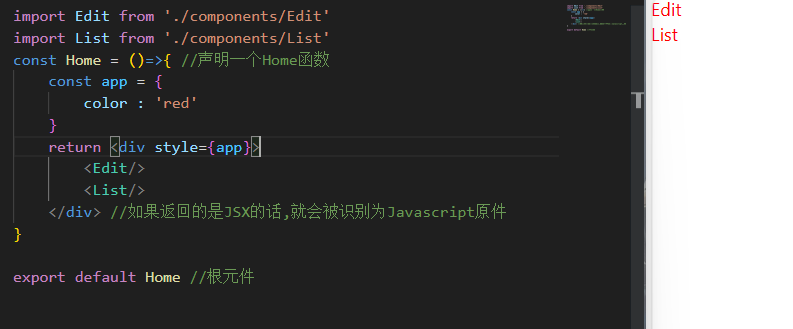 import Edit from './components/Edit'
import List from './components/List'
const Home = ()=>{ //声明一个Home函数
    const app = {
        color : 'red'
    }
    return <div style={app}>
        <Edit/>
        <List/>
    </div> //如果返回的是JSX的话,就会被识别为Javascript原件
}

export default Home //根元件
Edit
List